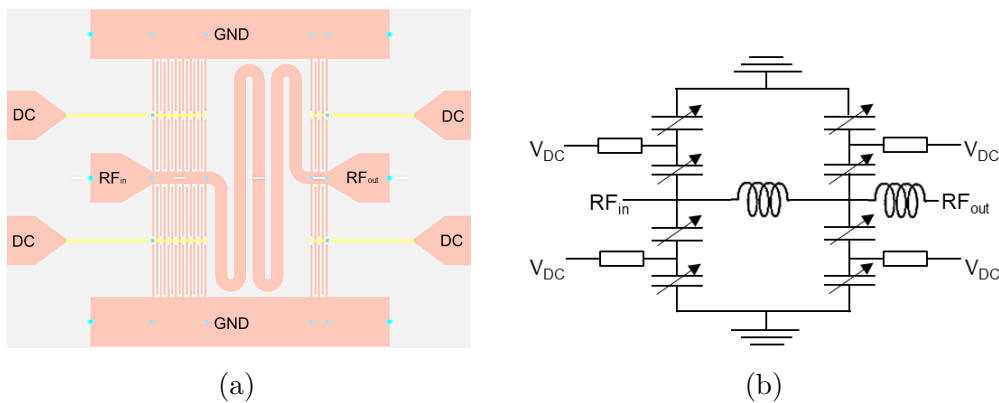 GND
DC
DC
RFin
RFout
DC
DC
GND
(a)
VDC
VDC
RFin
RFout
VDC
VDC
(b)